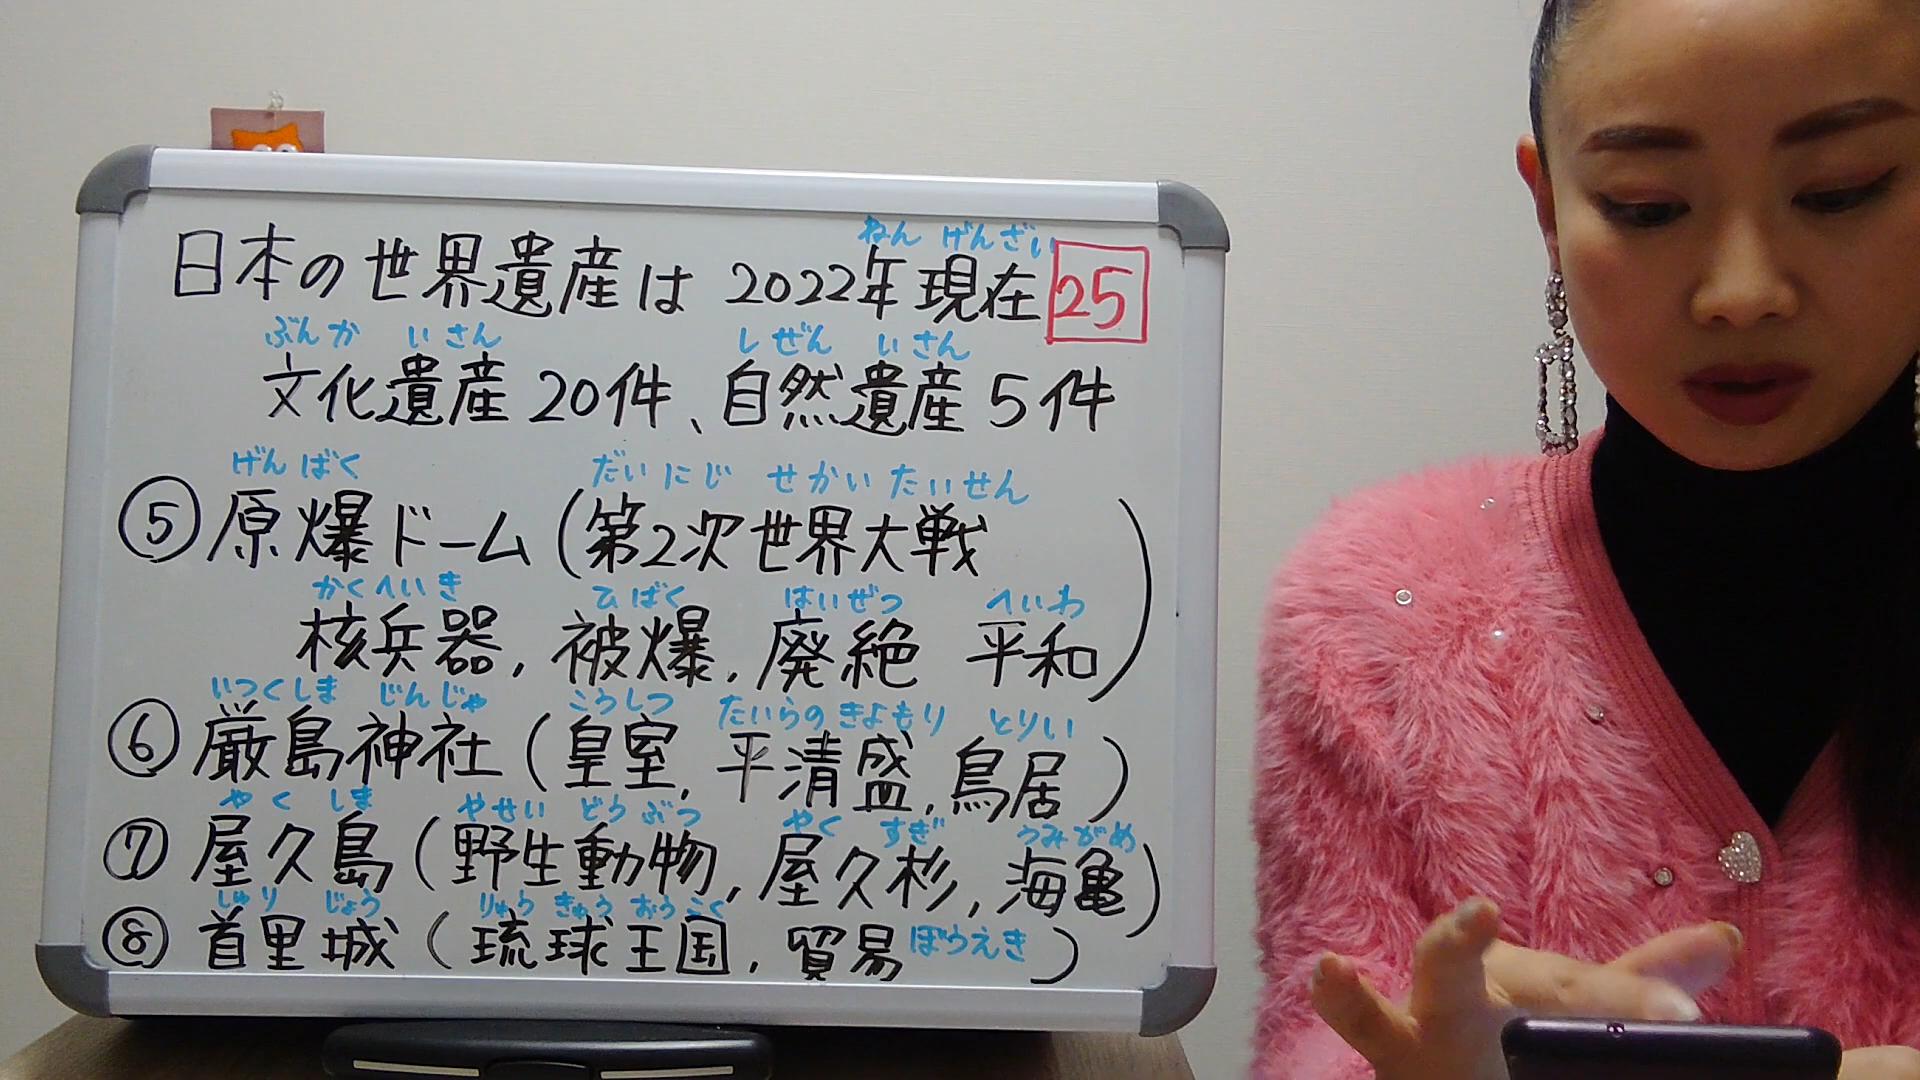 ねん げんざい
日本の世界遺産は 2022年現在 25
ぶんか いさん しぜん いさん
文化遺産 20件、自然遺産 5件
げんばく だいにじ せかい たいせん
⑤原爆ドーム(第2次世界大戦
かくへいき ひばく はいぜつ へいわ
核兵器, 被爆, 廃絶 平和)
いつくしま じんじゃ こうしつ たいらのきよもり とりい
⑥厳島神社(皇室, 平清盛, 鳥居)
やくしま やせい どうぶつ やくすぎ うみがめ
⑦屋久島(野生動物, 屋久杉, 海亀)
しゅり じょう りゅうきゅうおうこく
⑧首里城(琉球王国, 貿易 ぼうえき)